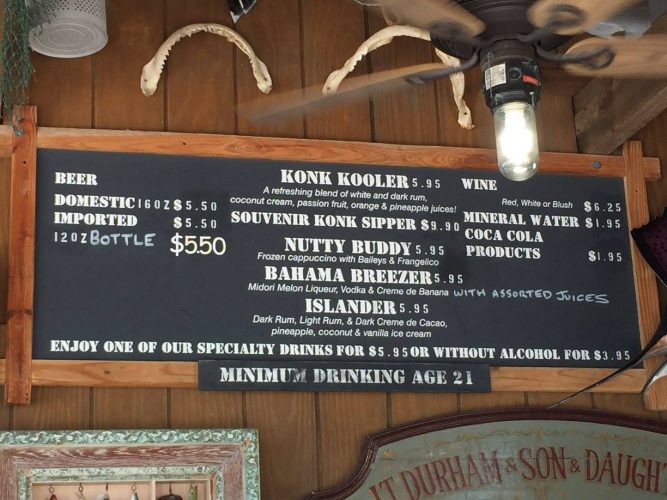 BEER
DOMESTIC 16OZ $5.50
IMPORTED $5.50
12OZ BOTTLE $5.50
KONK KOOLER 5.95
A refreshing blend of white and dark rum,
coconut cream, passion fruit, orange & pineapple juices!
SOUVENIR KONK SIPPER $9.90
NUTTY BUDDY 5.95
Frozen cappuccino with Baileys & Frangelico
BAHAMA BREEZER 5.95
Midori Melon Liqueur, Vodka & Creme de Banana WITH ASSORTED JUICES
ISLANDER 5.95
Dark Rum, Light Rum, & Dark Creme de Cacao,
pineapple, coconut & vanilla ice cream
WINE
Red, White or Blush $6.25
MINERAL WATER $1.95
COCA COLA
PRODUCTS $1.95
ENJOY ONE OF OUR SPECIALTY DRINKS FOR $5.95 OR WITHOUT ALCOHOL FOR $3.95
MINIMUM DRINKING AGE 21
J.T. DURHAM & SON & DAUGHT